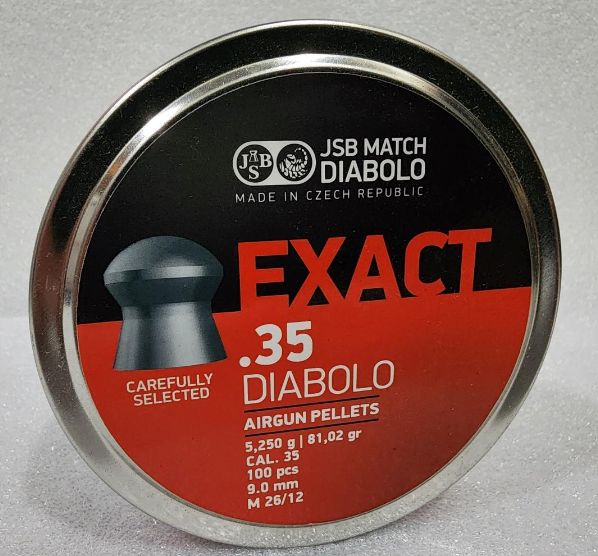 JASB
JSB MATCH
DIABOLO
MADE IN CZECH REPUBLIC
EXACT
.35
DIABOLO
AIRGUN PELLETS
CAREFULLY
SELECTED
5,250 g | 81,02 gr
CAL. 35
100 pcs
9.0 mm
M 26/12